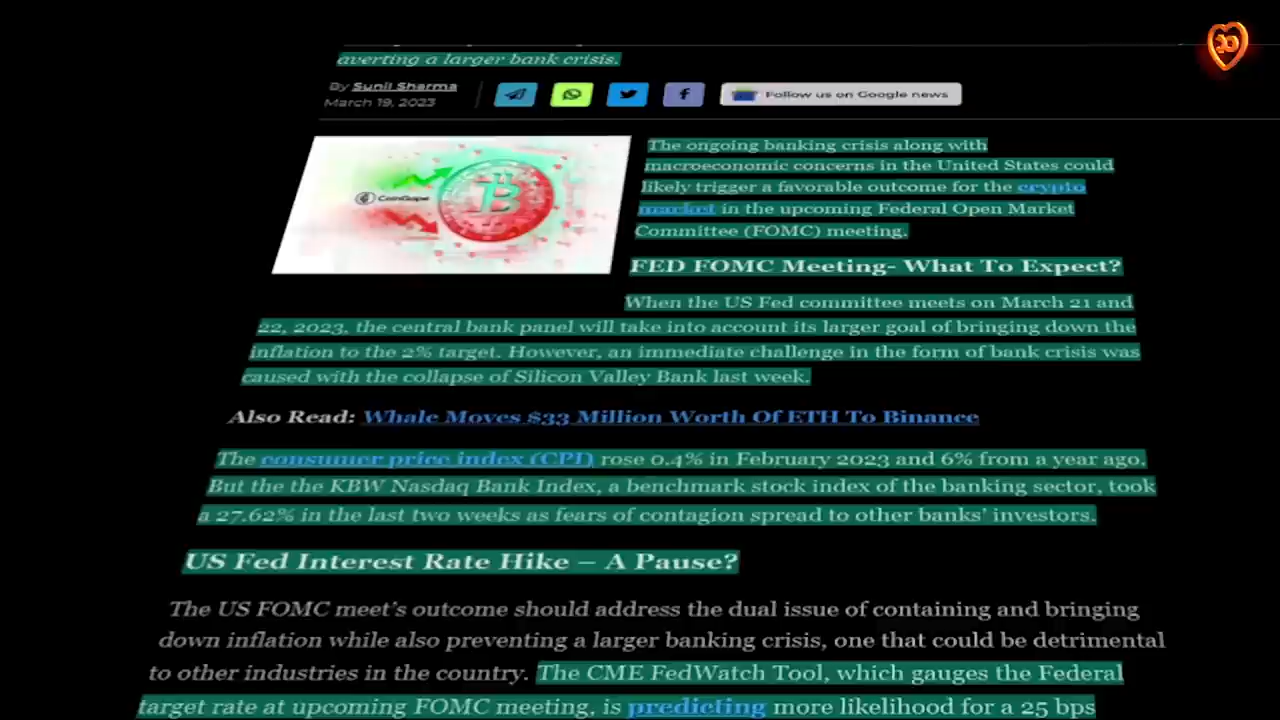 averting a larger bank crisis.
By Sunil Sharma
March 19, 2023
Follow us on Google news
CoinGape
The ongoing banking crisis along with
macroeconomic concerns in the United States could
likely trigger a favorable outcome for the crypto
market in the upcoming Federal Open Market
Committee (FOMC) meeting.
FED FOMC Meeting- What To Expect?
When the US Fed committee meets on March 21 and
22, 2023, the central bank panel will take into account its larger goal of bringing down the
inflation to the 2% target. However, an immediate challenge in the form of bank crisis was
caused with the collapse of Silicon Valley Bank last week.
Also Read: Whale Moves $33 Million Worth Of ETH To Binance
The consumer price index (CPI) rose 0.4% in February 2023 and 6% from a year ago.
But the the KBW Nasdaq Bank Index, a benchmark stock index of the banking sector, took
a 27.62% in the last two weeks as fears of contagion spread to other banks' investors.
US Fed Interest Rate Hike – A Pause?
The US FOMC meet's outcome should address the dual issue of containing and bringing
down inflation while also preventing a larger banking crisis, one that could be detrimental
to other industries in the country. The CME FedWatch Tool, which gauges the Federal
target rate at upcoming FOMC meeting, is predicting more likelihood for a 25 bps